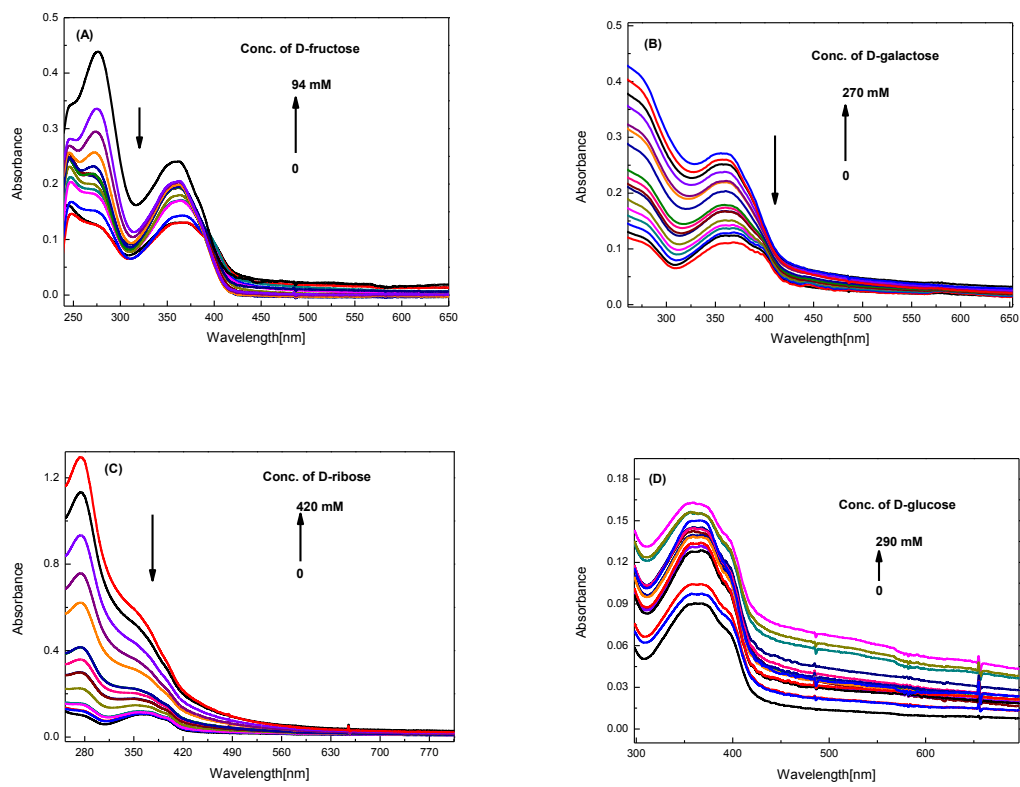 (A)
Conc. of D-fructose
94 mM
0
Absorbance
0.5
0.4
0.3
0.2
0.1
0.0
250 300 350 400 450 500 550 600 650
Wavelength[nm]
(B)
Conc. of D-galactose
270 mM
0
Absorbance
0.5
0.4
0.3
0.2
0.1
0.0
300 350 400 450 500 550 600 650
Wavelength[nm]
(C)
Conc. of D-ribose
420 mM
0
Absorbance
1.2
0.8
0.4
0.0
280 350 420 490 560 630 700 770
Wavelength[nm]
(D)
Conc. of D-glucose
290 mM
0
Absorbance
0.18
0.15
0.12
0.09
0.06
0.03
0.00
300 400 500 600
Wavelength[nm]